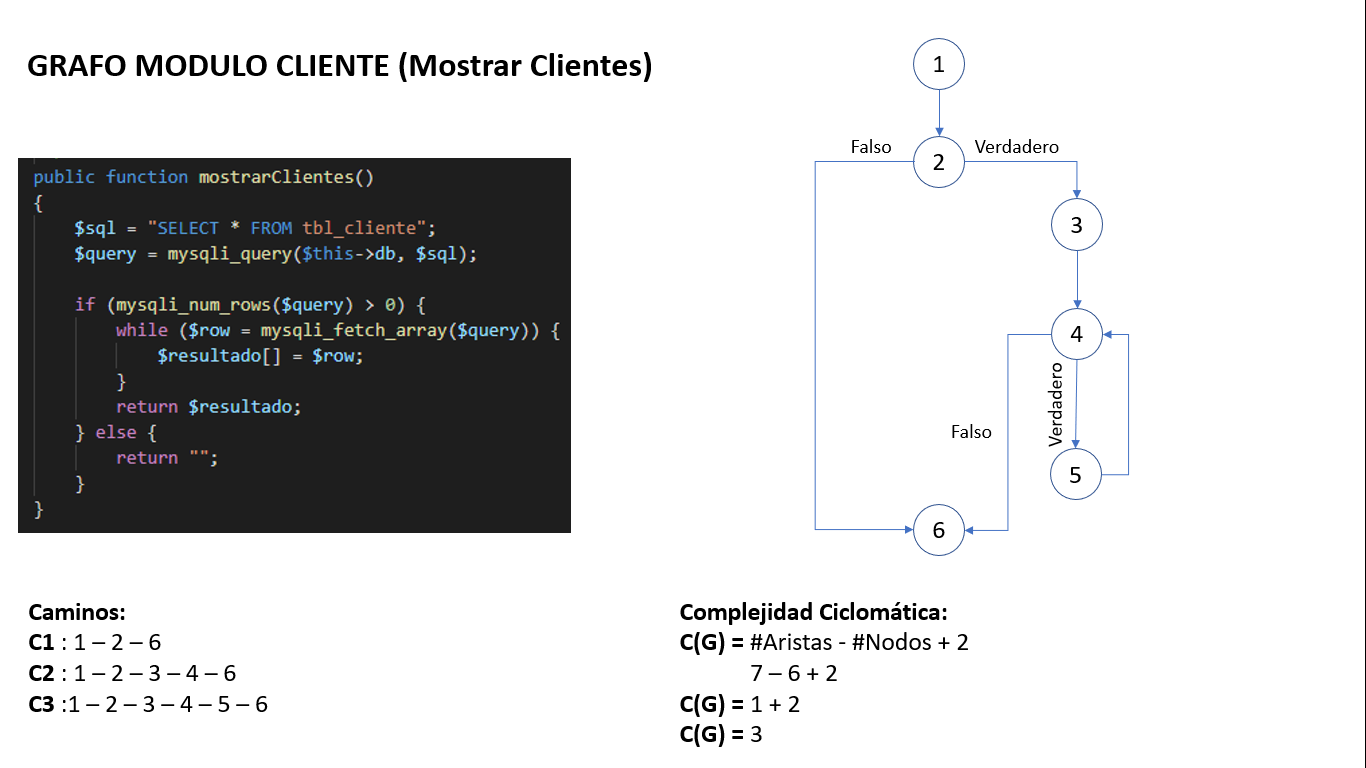 GRAFO MODULO CLIENTE (Mostrar Clientes)
public function mostrarClientes()
{
$sql = "SELECT * FROM tbl_cliente";
$query = mysqli_query($this->db, $sql);
if (mysqli_num_rows($query) > 0) {
while ($row = mysqli_fetch_array($query)) {
$resultado[] = $row;
}
return $resultado;
} else {
return "";
}
}
1
Falso
2
Verdadero
3
4
Verdadero
Falso
5
6
Caminos:
C1 : 1 – 2 – 6
C2 : 1 – 2 – 3 – 4 – 6
C3 :1 – 2 – 3 – 4 – 5 – 6
Complejidad Ciclomática:
C(G) = #Aristas - #Nodos + 2
7 – 6 + 2
C(G) = 1 + 2
C(G) = 3